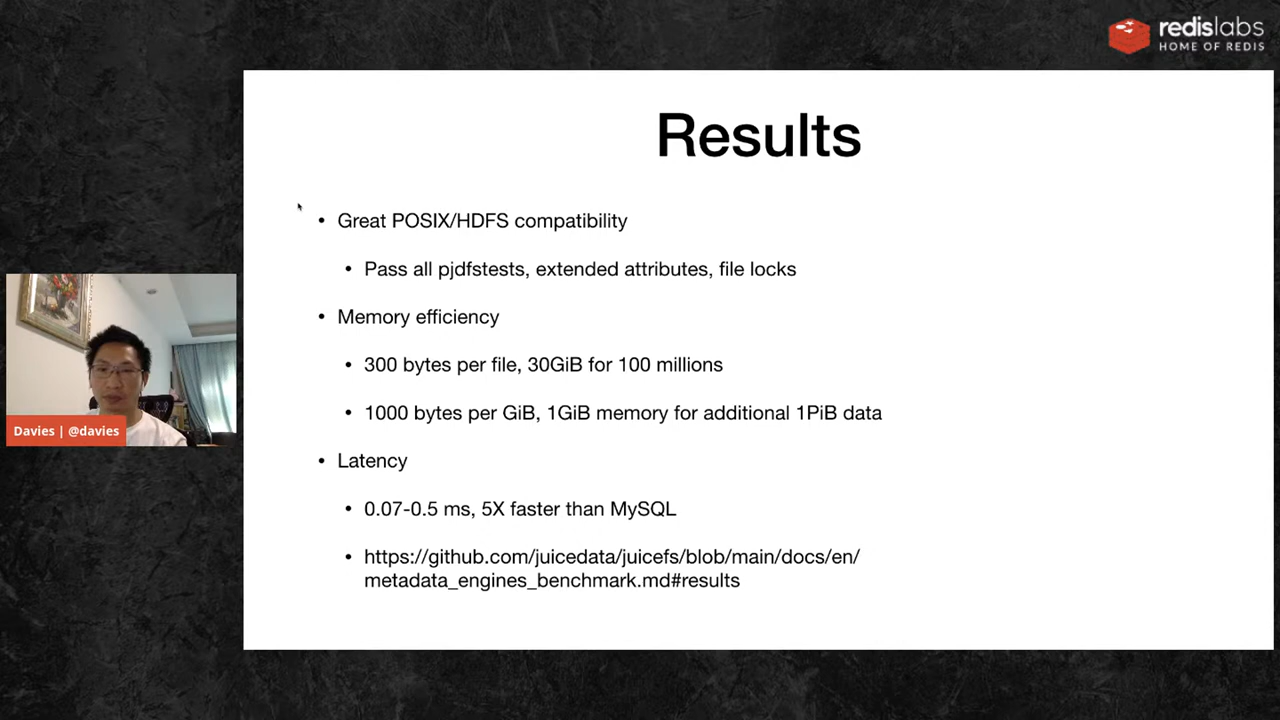 redislabs
HOME OF REDIS
Results
• Great POSIX/HDFS compatibility
• Pass all pjdfstests, extended attributes, file locks
• Memory efficiency
• 300 bytes per file, 30GiB for 100 millions
• 1000 bytes per GiB, 1GiB memory for additional 1PiB data
• Latency
• 0.07-0.5 ms, 5X faster than MySQL
• https://github.com/juicedata/juicefs/blob/main/docs/en/
metadata_engines_benchmark.md#results
Davies | @davies